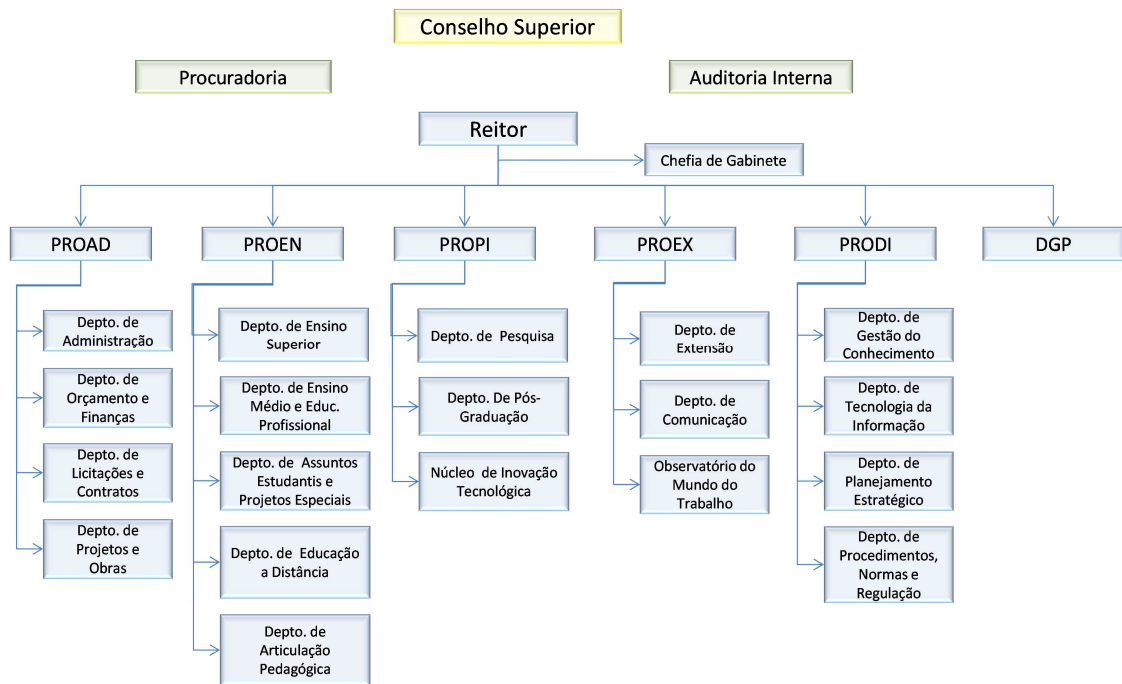 Conselho Superior
Procuradoria
Auditoria Interna
Reitor
Chefia de Gabinete
PROAD
PROEN
PROPI
PROEX
PRODI
DGP
Depto. de
Administração
Depto. de
Orçamento e
Finanças
Depto. de
Licitações e
Contratos
Depto. de
Projetos e
Obras
Depto. de Ensino
Superior
Depto. de Ensino
Médio e Educ.
Profissional
Depto. de Assuntos
Estudantis e
Projetos Especiais
Depto. de Educação
a Distância
Depto. de
Articulação
Pedagógica
Depto. de Pesquisa
Depto. De Pós-
Graduação
Núcleo de Inovação
Tecnológica
Depto. de
Extensão
Depto. de
Comunicação
Observatório do
Mundo do
Trabalho
Depto. de
Gestão do
Conhecimento
Depto. de
Tecnologia da
Informação
Depto. de
Planejamento
Estratégico
Depto. de
Procedimentos,
Normas e
Regulação